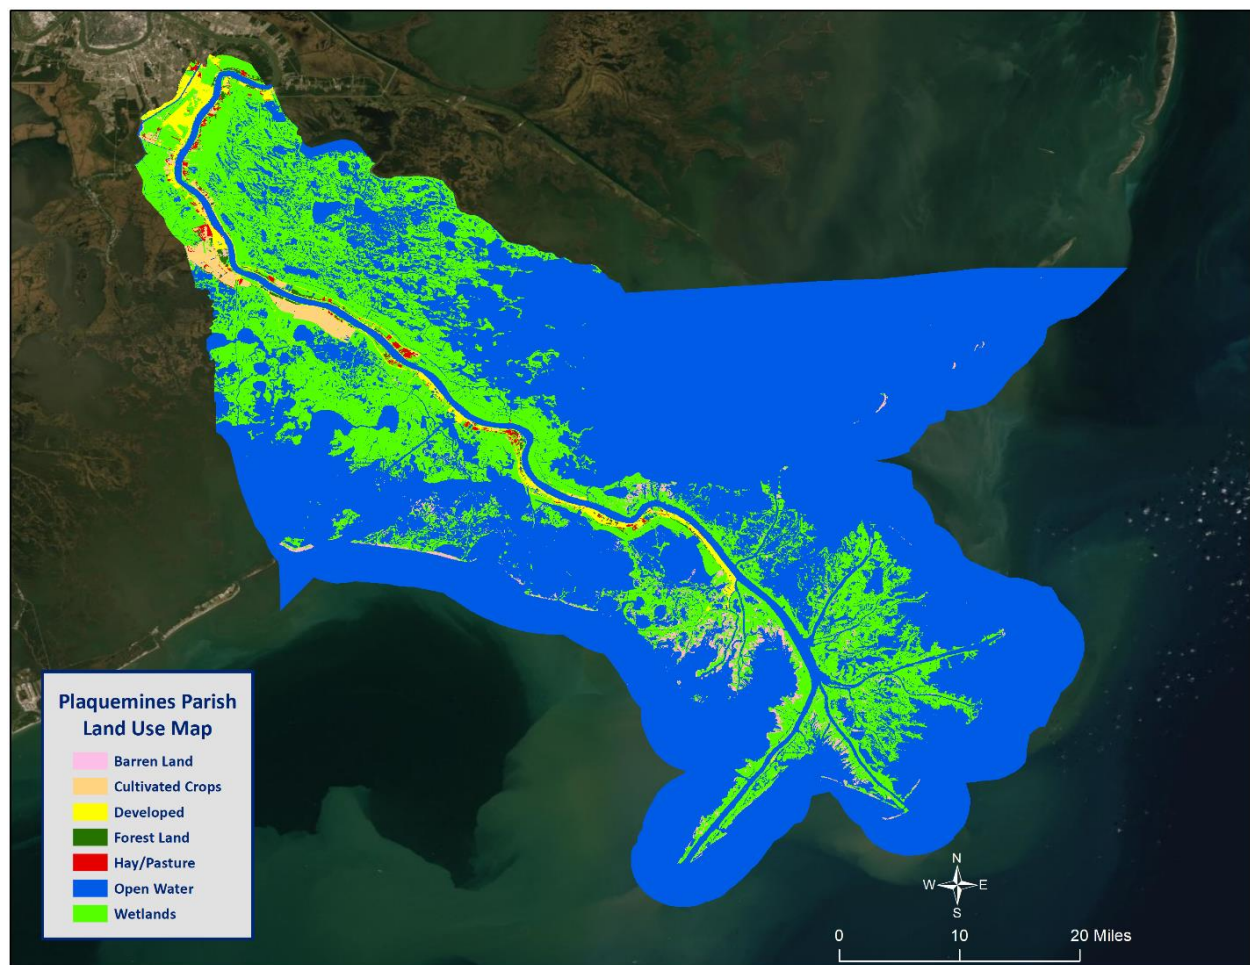 Plaquemines Parish
Land Use Map
Barren Land
Cultivated Crops
Developed
Forest Land
Hay/Pasture
Open Water
Wetlands
N
W E
S
0 10 20 Miles